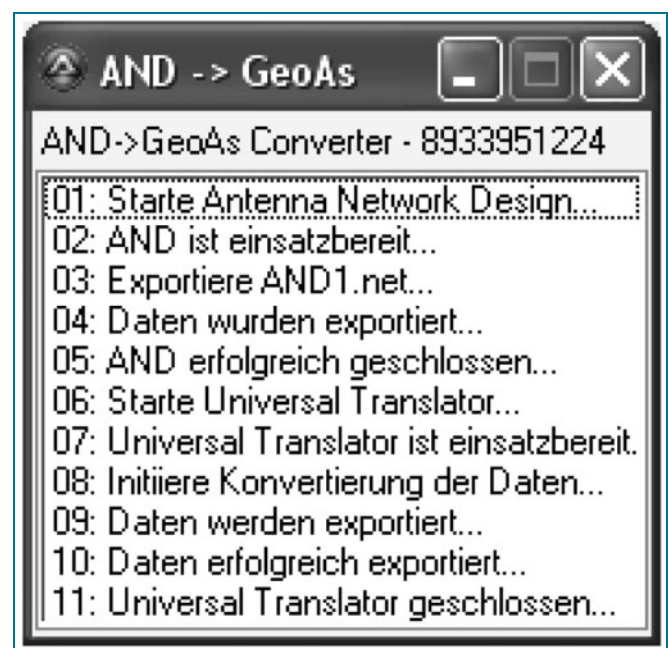 AND -> GeoAs
AND->GeoAs Converter - 8933951224
01: Starte Antenna Network Design...
02: AND ist einsatzbereit...
03: Exportiere AND1.net...
04: Daten wurden exportiert...
05: AND erfolgreich geschlossen...
06: Starte Universal Translator...
07: Universal Translator ist einsatzbereit.
08: Initiiere Konvertierung der Daten...
09: Daten werden exportiert...
10: Daten erfolgreich exportiert...
11: Universal Translator geschlossen...